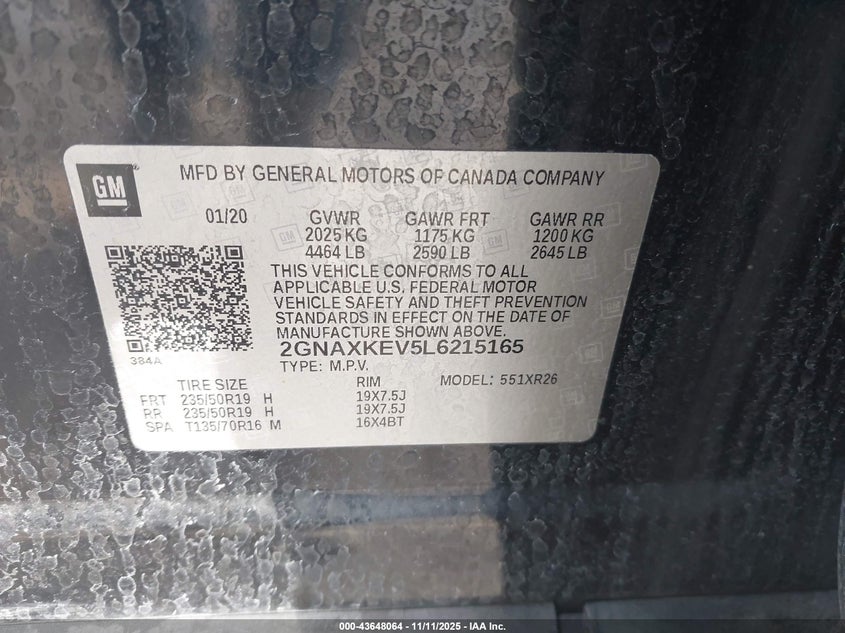 GM
MFD BY GENERAL MOTORS OF CANADA COMPANY
01/20 GVWR GAWR FRT GAWR RR
2025 KG 1175 KG 1200 KG
4464 LB 2590 LB 2645 LB
THIS VEHICLE CONFORMS TO ALL
APPLICABLE U.S. FEDERAL MOTOR
VEHICLE SAFETY AND THEFT PREVENTION
STANDARDS IN EFFECT ON THE DATE OF
MANUFACTURE SHOWN ABOVE.
2GNAXKEV5L6215165
384A
TYPE: M.P.V. MODEL: 551XR26
TIRE SIZE RIM
FRT 235/50R19 H 19X7.5J
RR 235/50R19 H 19X7.5J
SPA T135/70R16 M 16X4BT
000-43648064 - 11/11/2025 - IAA Inc.